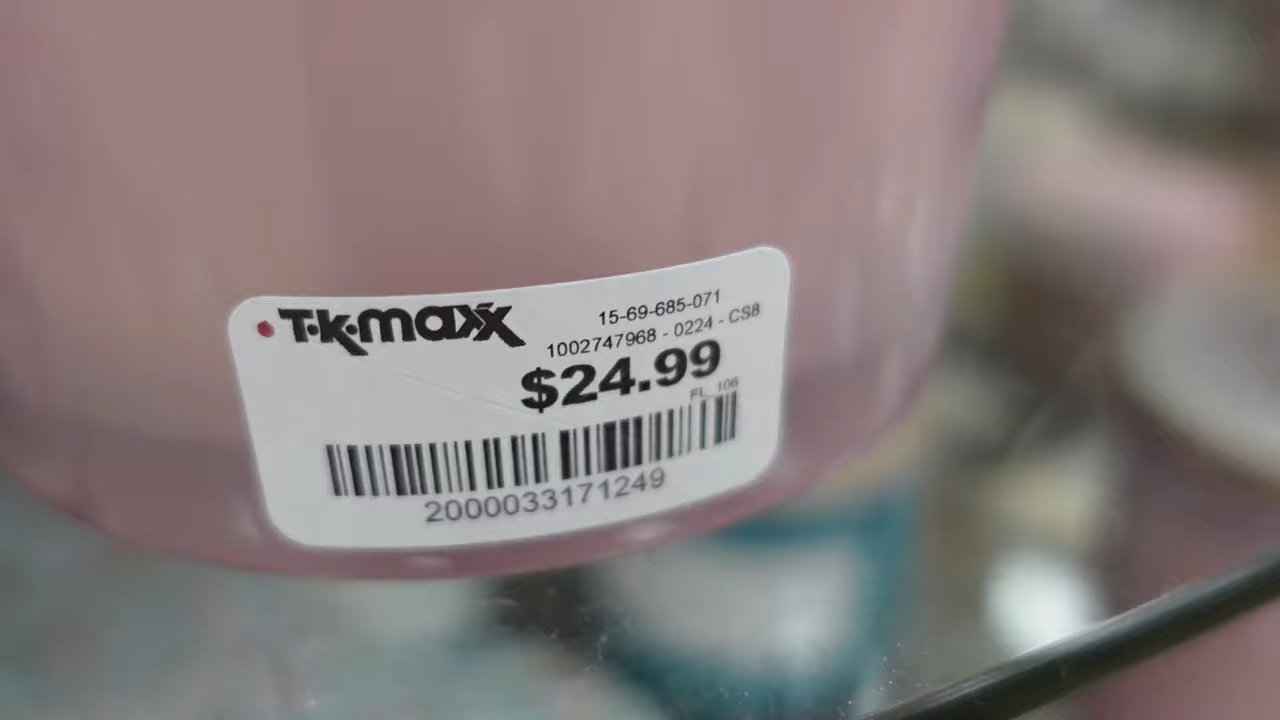 T·k·maxx
15-69-685-071
1002747968 - 0224 - CS8
$24.99
FL 106
2000033171249